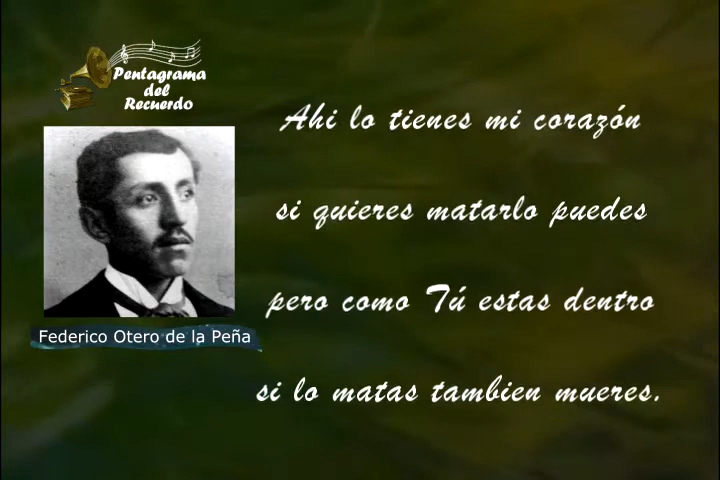 Pentagrama
del
Recuerdo
Federico Otero de la Peña
Ahi lo tienes mi corazón
si quieres matarlo puedes
pero como Tú estas dentro
si lo matas tambien mueres.